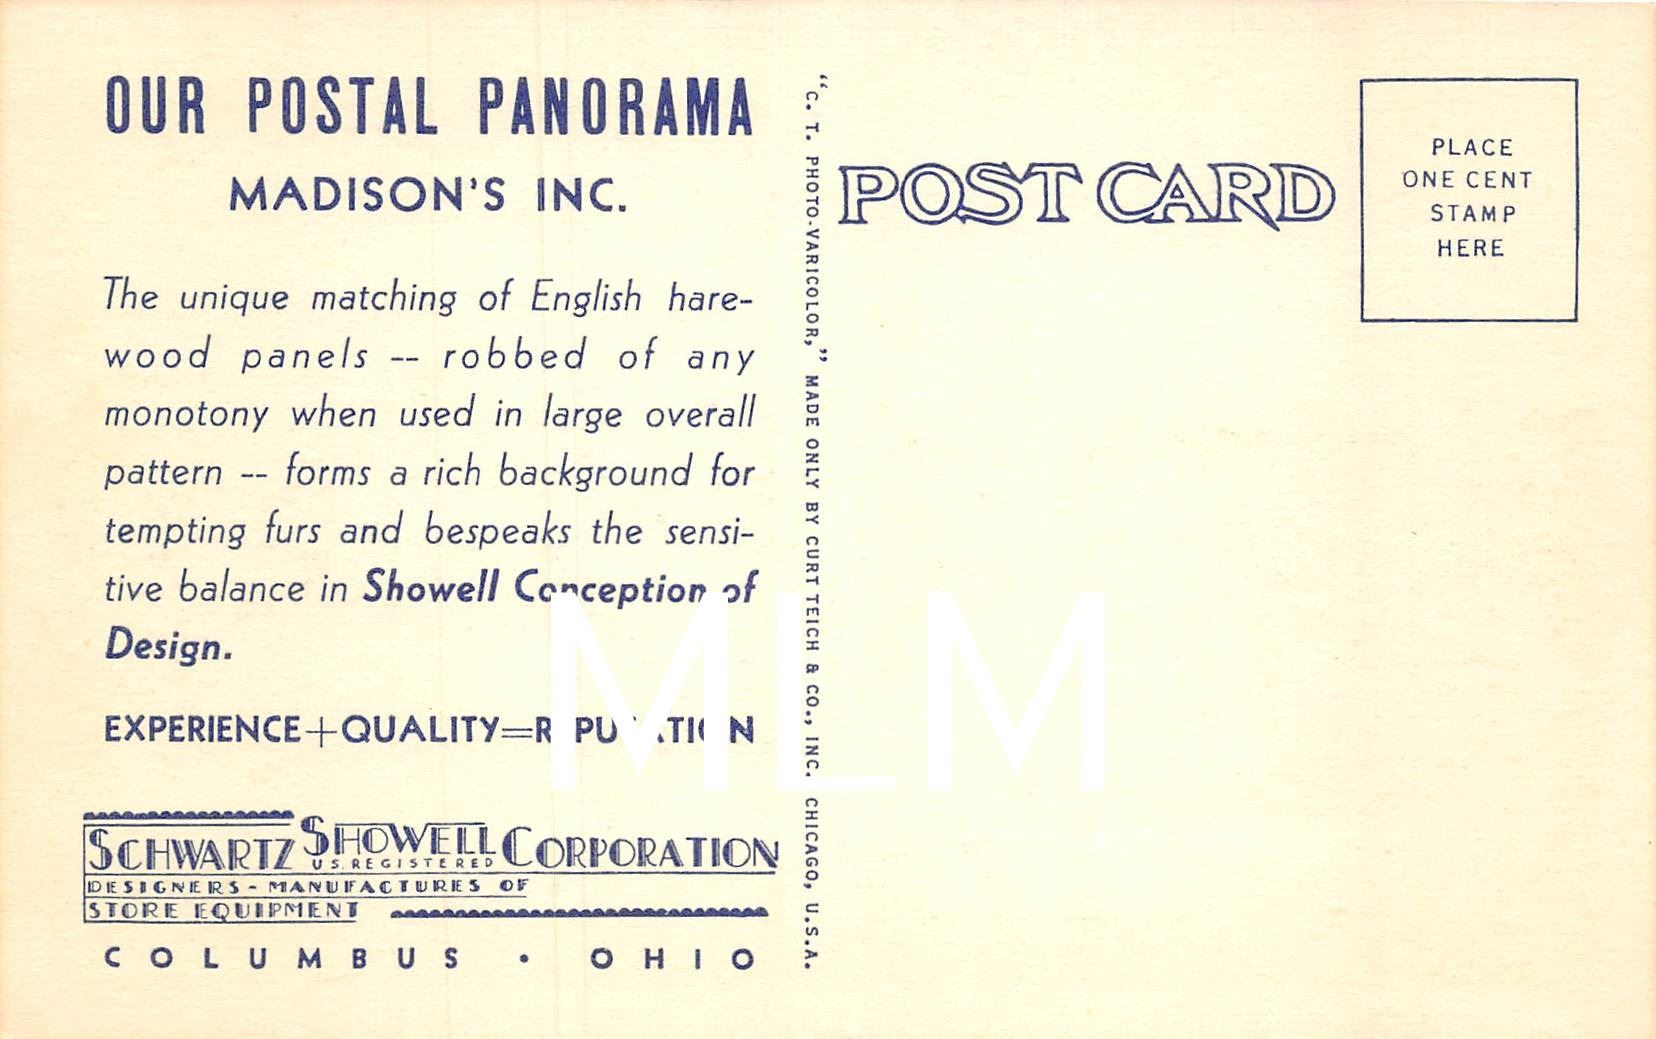 OUR POSTAL PANORAMA
MADISON'S INC.
The unique matching of English hare-
wood panels -- robbed of any
monotony when used in large overall
pattern -- forms a rich background for
tempting furs and bespeaks the sensi-
tive balance in Showell Conception of
Design.
EXPERIENCE+QUALITY=REPUTATION
SCHWARTZ SHOWELL CORPORATION
U.S. REGISTERED
DESIGNERS - MANUFACTURES OF
STORE EQUIPMENT
COLUMBUS · OHIO
"C. T. PHOTO-VARICOLOR," MADE ONLY BY CURT TEICH & CO., INC. CHICAGO, U.S.A.
POST CARD
PLACE
ONE CENT
STAMP
HERE
MLM